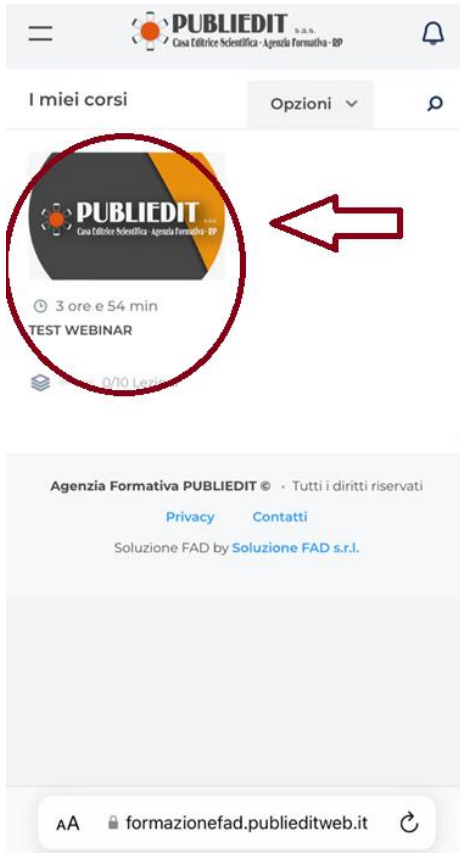 PUBLIEDIT s.a.s.
Casa Editrice Scientifica - Agenzia Formativa - RP
I miei corsi
Opzioni
PUBLIEDIT
Casa Editrice Scientifica - Agenzia Formativa - RP
3 ore e 54 min
TEST WEBINAR
0/10 Lezioni
Agenzia Formativa PUBLIEDIT © · Tutti i diritti riservati
Privacy Contatti
Soluzione FAD by Soluzione FAD s.r.l.
AA formazionefad.publieditweb.it